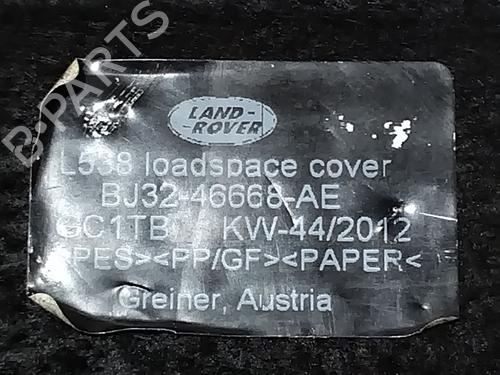 B-PARTS
LAND-
ROVER
L538 loadspace cover
BJ32-46668-AE
GC1TB KW-44/2012
>PES><PP/GF><PAPER<
Greiner, Austria